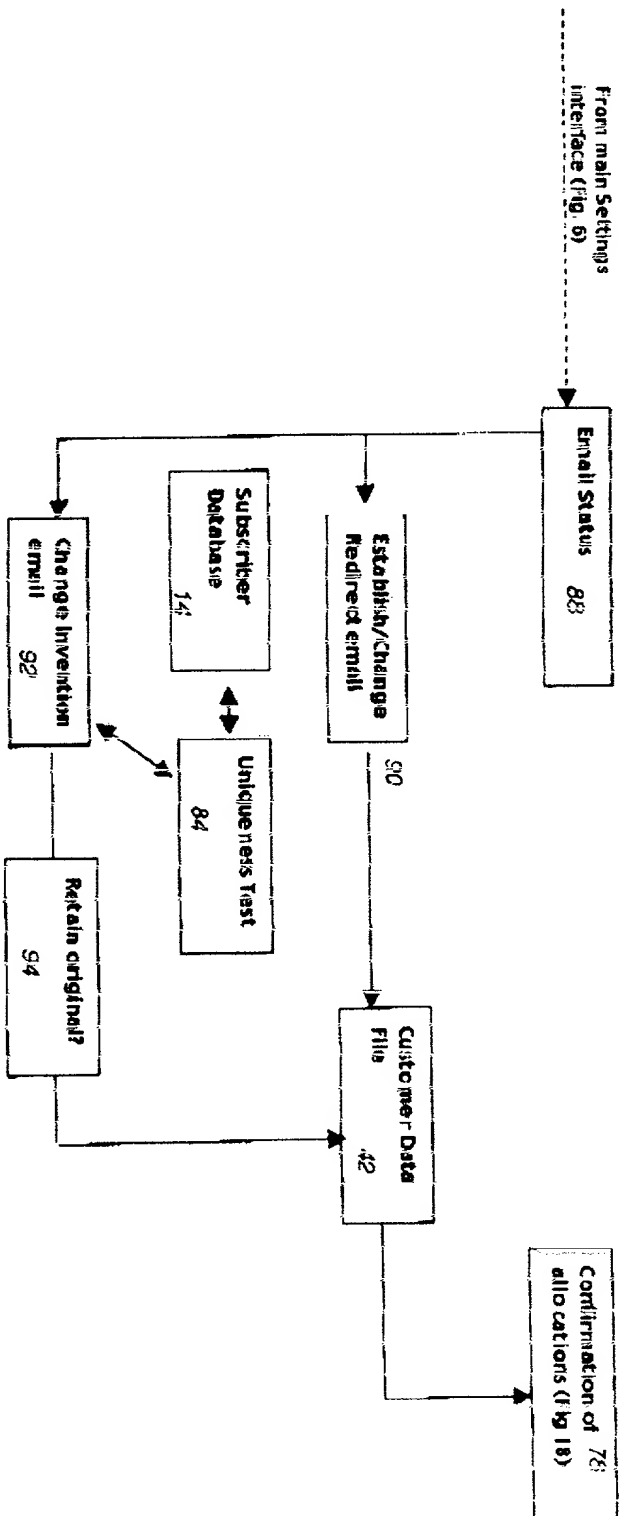 From main Settings
interface (Fig. 6)
Email Status
88
Establish/Change
Redirect email
90
Subscriber
Database
14
Uniqueness Test
84
Change Invention
email
92
Retain original?
94
Customer Data
File
42
Confirmation of 78
allocations (Fig 18)